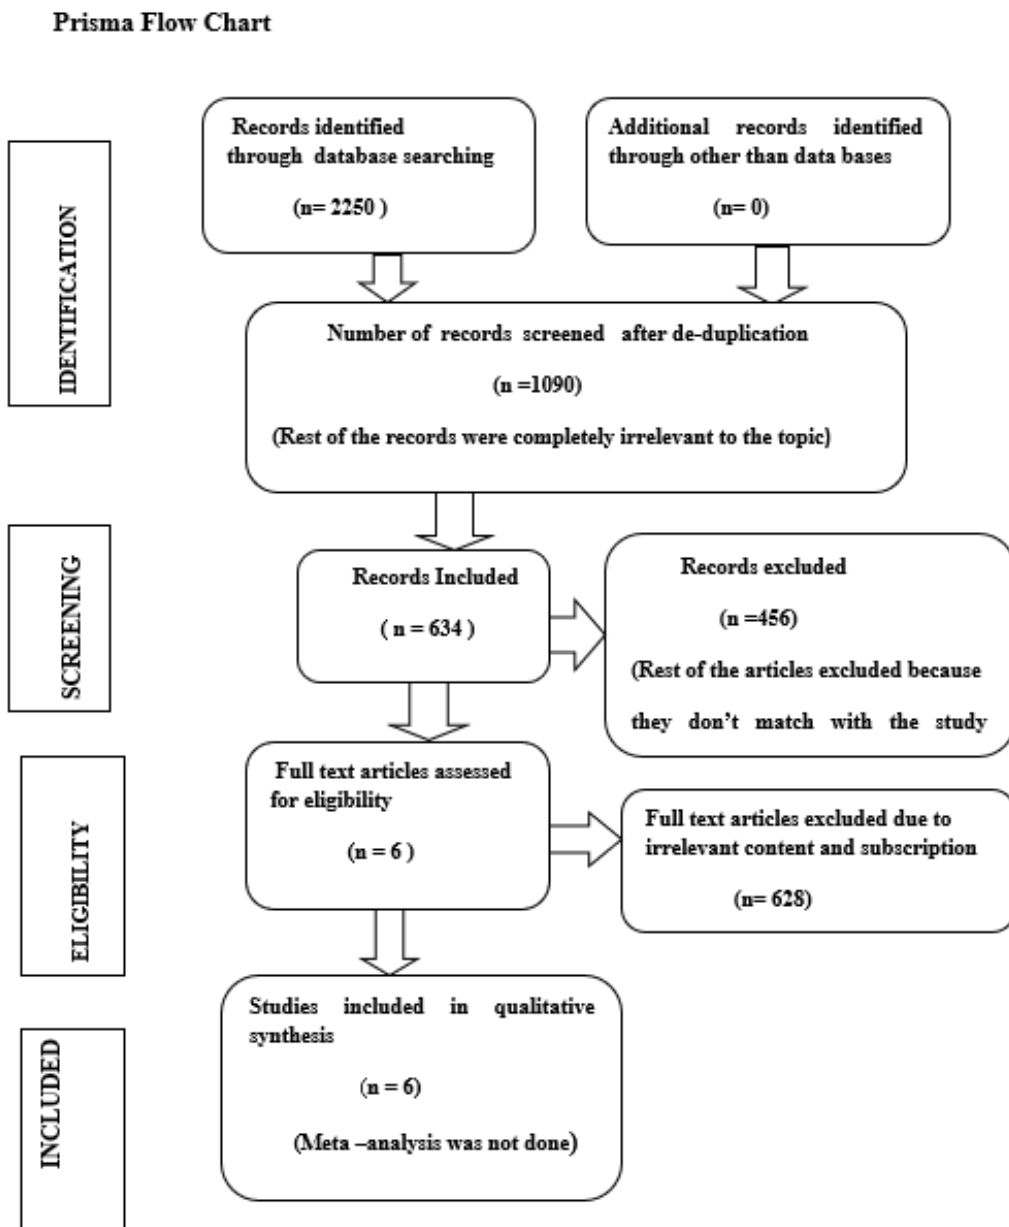 Prisma Flow Chart
IDENTIFICATION
Records identified
through database searching
(n= 2250 )
Additional records identified
through other than data bases
(n= 0)
Number of records screened after de-duplication
(n =1090)
(Rest of the records were completely irrelevant to the topic)
SCREENING
Records Included
( n = 634 )
Records excluded
(n =456)
(Rest of the articles excluded because
they don’t match with the study
ELIGIBILITY
Full text articles assessed
for eligibility
(n = 6 )
Full text articles excluded due to
irrelevant content and subscription
(n= 628)
INCLUDED
Studies included in qualitative
synthesis
(n = 6)
(Meta –analysis was not done)